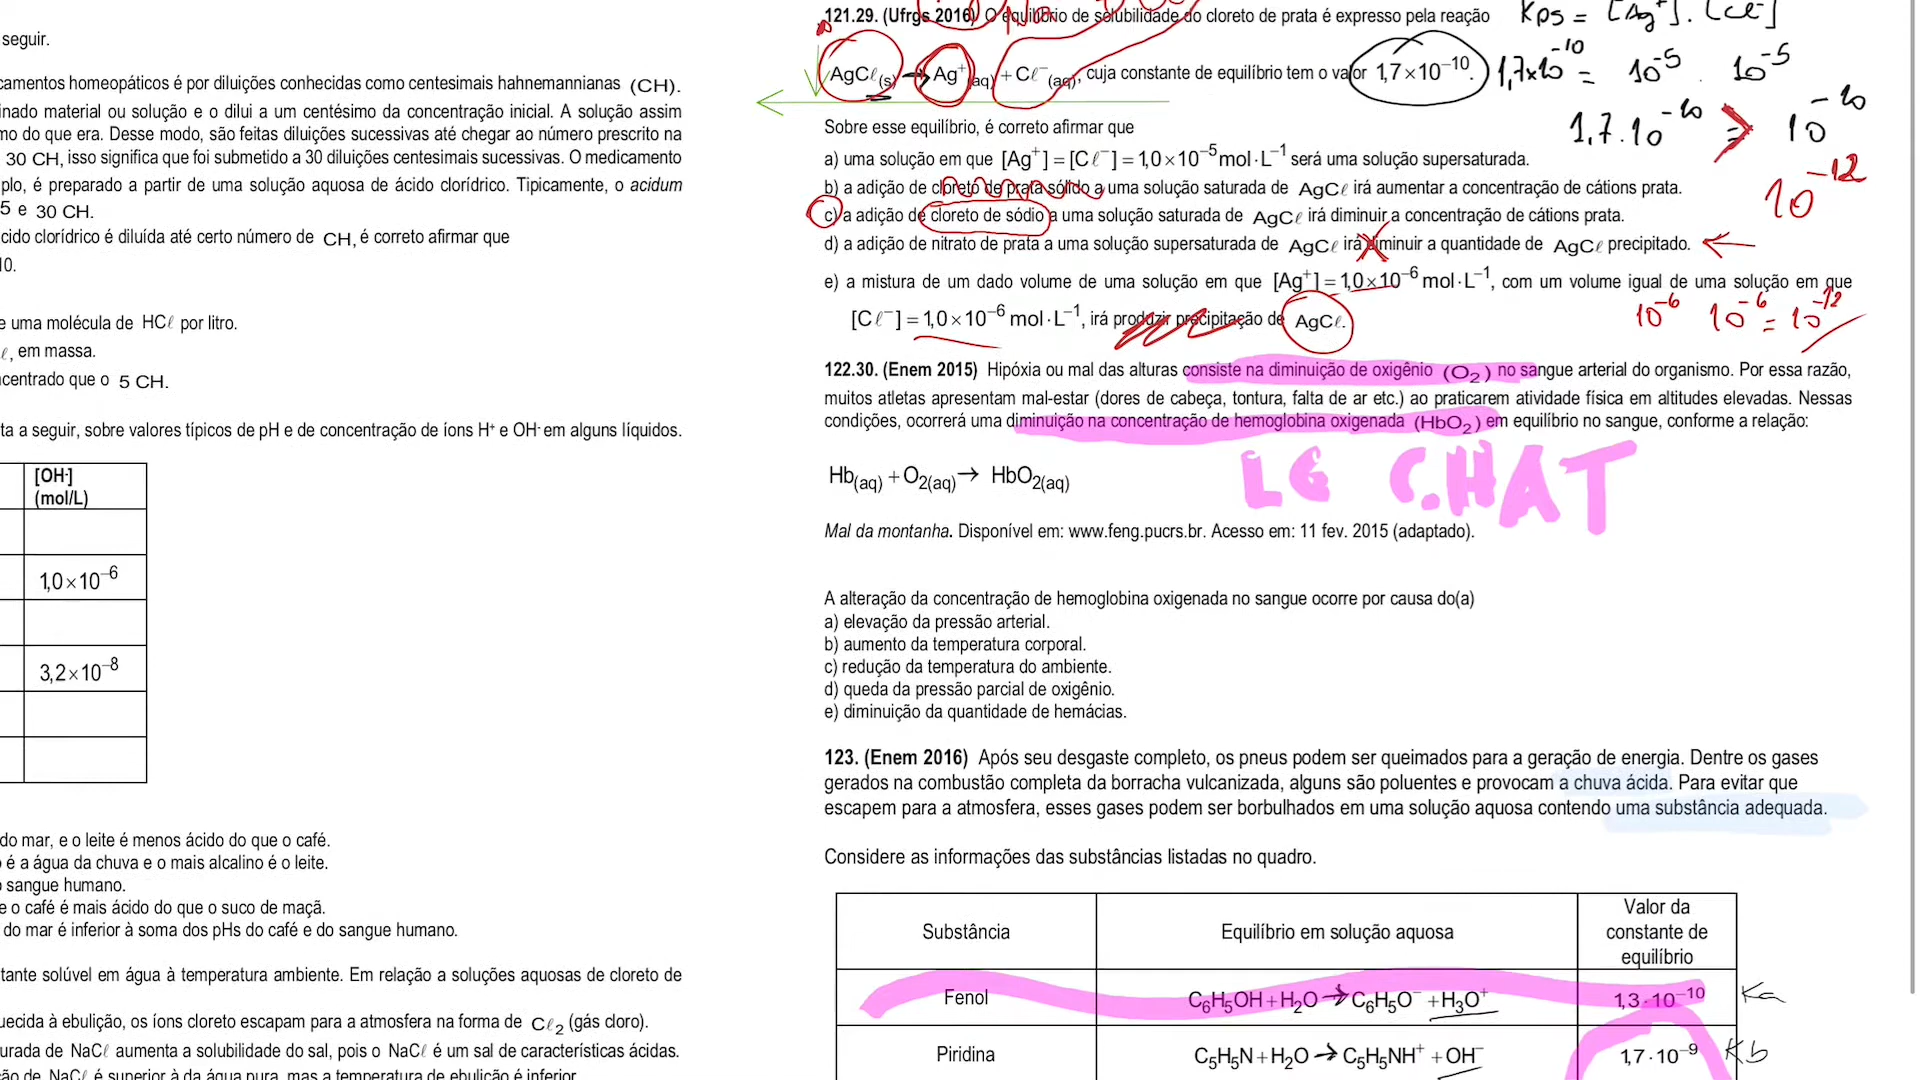 seguir.
camentos homeopáticos é por diluições conhecidas como centesimais hahnemannianas (CH).
inado material ou solução e o dilui a um centésimo da concentração inicial. A solução assim
mo do que era. Desse modo, são feitas diluições sucessivas até chegar ao número prescrito na
30 CH, isso significa que foi submetido a 30 diluições centesimais sucessivas. O medicamento
plo, é preparado a partir de uma solução aquosa de ácido clorídrico. Tipicamente, o acidum
5 e 30 CH.
cido clorídrico é diluída até certo número de CH, é correto afirmar que
10.
e uma molécula de HCℓ por litro.
ℓ, em massa.
centrado que o 5 CH.
ta a seguir, sobre valores típicos de pH e de concentração de íons H⁺ e OH⁻ em alguns líquidos.
[OH⁻]
(mol/L)
1,0×10⁻⁶
3,2×10⁻⁸
do mar, e o leite é menos ácido do que o café.
é a água da chuva e o mais alcalino é o leite.
sangue humano.
e o café é mais ácido do que o suco de maçã.
do mar é inferior à soma dos pHs do café e do sangue humano.
tante solúvel em água à temperatura ambiente. Em relação a soluções aquosas de cloreto de
uecida à ebulição, os íons cloreto escapam para a atmosfera na forma de Cℓ₂ (gás cloro).
urada de NaCℓ aumenta a solubilidade do sal, pois o NaCℓ é um sal de características ácidas.
ção de NaCℓ é superior à da água pura, mas a temperatura de ebulição é inferior.
121.29. (Ufrgs 2016) O equilíbrio de solubilidade do cloreto de prata é expresso pela reação
Kps = [Ag⁺] . [Cℓ⁻]
AgCℓ(s) → Ag⁺(aq) + Cℓ⁻(aq), cuja constante de equilíbrio tem o valor 1,7×10⁻¹⁰.
1,7×10⁻¹⁰ = 10⁻⁵ . 10⁻⁵
1,7.10⁻¹⁰ > 10⁻¹⁰
10⁻¹²
Sobre esse equilíbrio, é correto afirmar que
a) uma solução em que [Ag⁺] = [Cℓ⁻] = 1,0×10⁻⁵ mol·L⁻¹ será uma solução supersaturada.
b) a adição de cloreto de prata sólido a uma solução saturada de AgCℓ irá aumentar a concentração de cátions prata.
c) a adição de cloreto de sódio a uma solução saturada de AgCℓ irá diminuir a concentração de cátions prata.
d) a adição de nitrato de prata a uma solução supersaturada de AgCℓ irá diminuir a quantidade de AgCℓ precipitado.
e) a mistura de um dado volume de uma solução em que [Ag⁺] = 1,0×10⁻⁶ mol·L⁻¹, com um volume igual de uma solução em que
[Cℓ⁻] = 1,0×10⁻⁶ mol·L⁻¹, irá produzir precipitação de AgCℓ.
10⁻⁶ 10⁻⁶ = 10⁻¹²
122.30. (Enem 2015) Hipóxia ou mal das alturas consiste na diminuição de oxigênio (O₂) no sangue arterial do organismo. Por essa razão,
muitos atletas apresentam mal-estar (dores de cabeça, tontura, falta de ar etc.) ao praticarem atividade física em altitudes elevadas. Nessas
condições, ocorrerá uma diminuição na concentração de hemoglobina oxigenada (HbO₂) em equilíbrio no sangue, conforme a relação:
Hb(aq) + O₂(aq) → HbO₂(aq)
LE CHAT
Mal da montanha. Disponível em: www.feng.pucrs.br. Acesso em: 11 fev. 2015 (adaptado).
A alteração da concentração de hemoglobina oxigenada no sangue ocorre por causa do(a)
a) elevação da pressão arterial.
b) aumento da temperatura corporal.
c) redução da temperatura do ambiente.
d) queda da pressão parcial de oxigênio.
e) diminuição da quantidade de hemácias.
123. (Enem 2016) Após seu desgaste completo, os pneus podem ser queimados para a geração de energia. Dentre os gases
gerados na combustão completa da borracha vulcanizada, alguns são poluentes e provocam a chuva ácida. Para evitar que
escapem para a atmosfera, esses gases podem ser borbulhados em uma solução aquosa contendo uma substância adequada.
Considere as informações das substâncias listadas no quadro.
Substância Equilíbrio em solução aquosa Valor da constante de equilíbrio
Fenol C₆H₅OH + H₂O → C₆H₅O⁻ + H₃O⁺ 1,3·10⁻¹⁰ Ka
Piridina C₅H₅N + H₂O → C₅H₅NH⁺ + OH⁻ 1,7·10⁻⁹ Kb